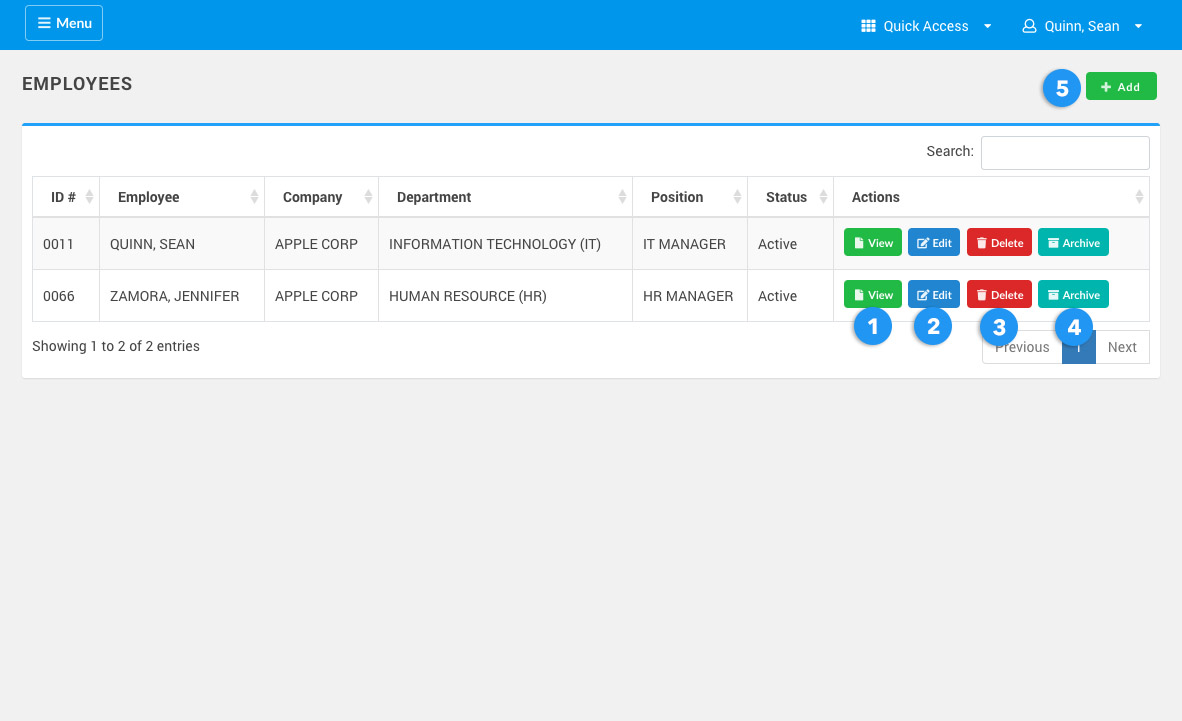 Menu Quick Access Quinn, Sean
EMPLOYEES 5 Add
Search:
ID # Employee Company Department Position Status Actions
0011 QUINN, SEAN APPLE CORP INFORMATION TECHNOLOGY (IT) IT MANAGER Active View Edit Delete Archive
0066 ZAMORA, JENNIFER APPLE CORP HUMAN RESOURCE (HR) HR MANAGER Active View Edit Delete Archive
1 2 3 4
Showing 1 to 2 of 2 entries Previous 1 Next